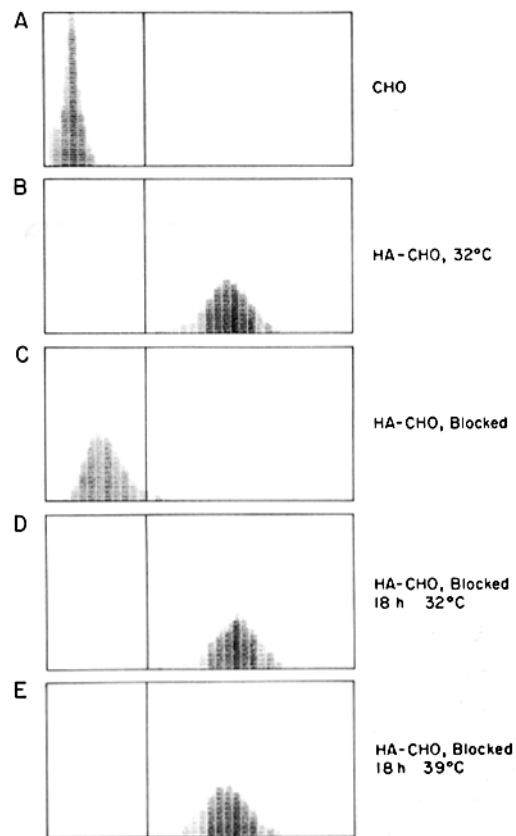 A
CHO
B
HA-CHO, 32°C
C
HA-CHO, Blocked
D
HA-CHO, Blocked
18 h 32°C
E
HA-CHO, Blocked
18 h 39°C